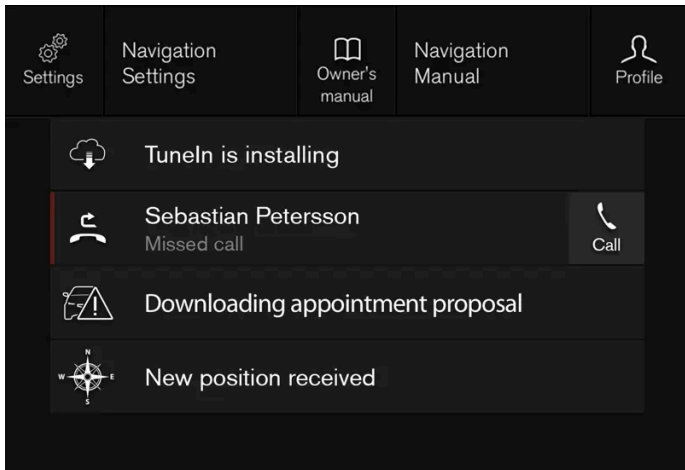 Settings
Navigation
Settings
Owner's
manual
Navigation
Manual
Profile
TuneIn is installing
Sebastian Petersson
Missed call
Call
Downloading appointment proposal
N
W E
S
New position received